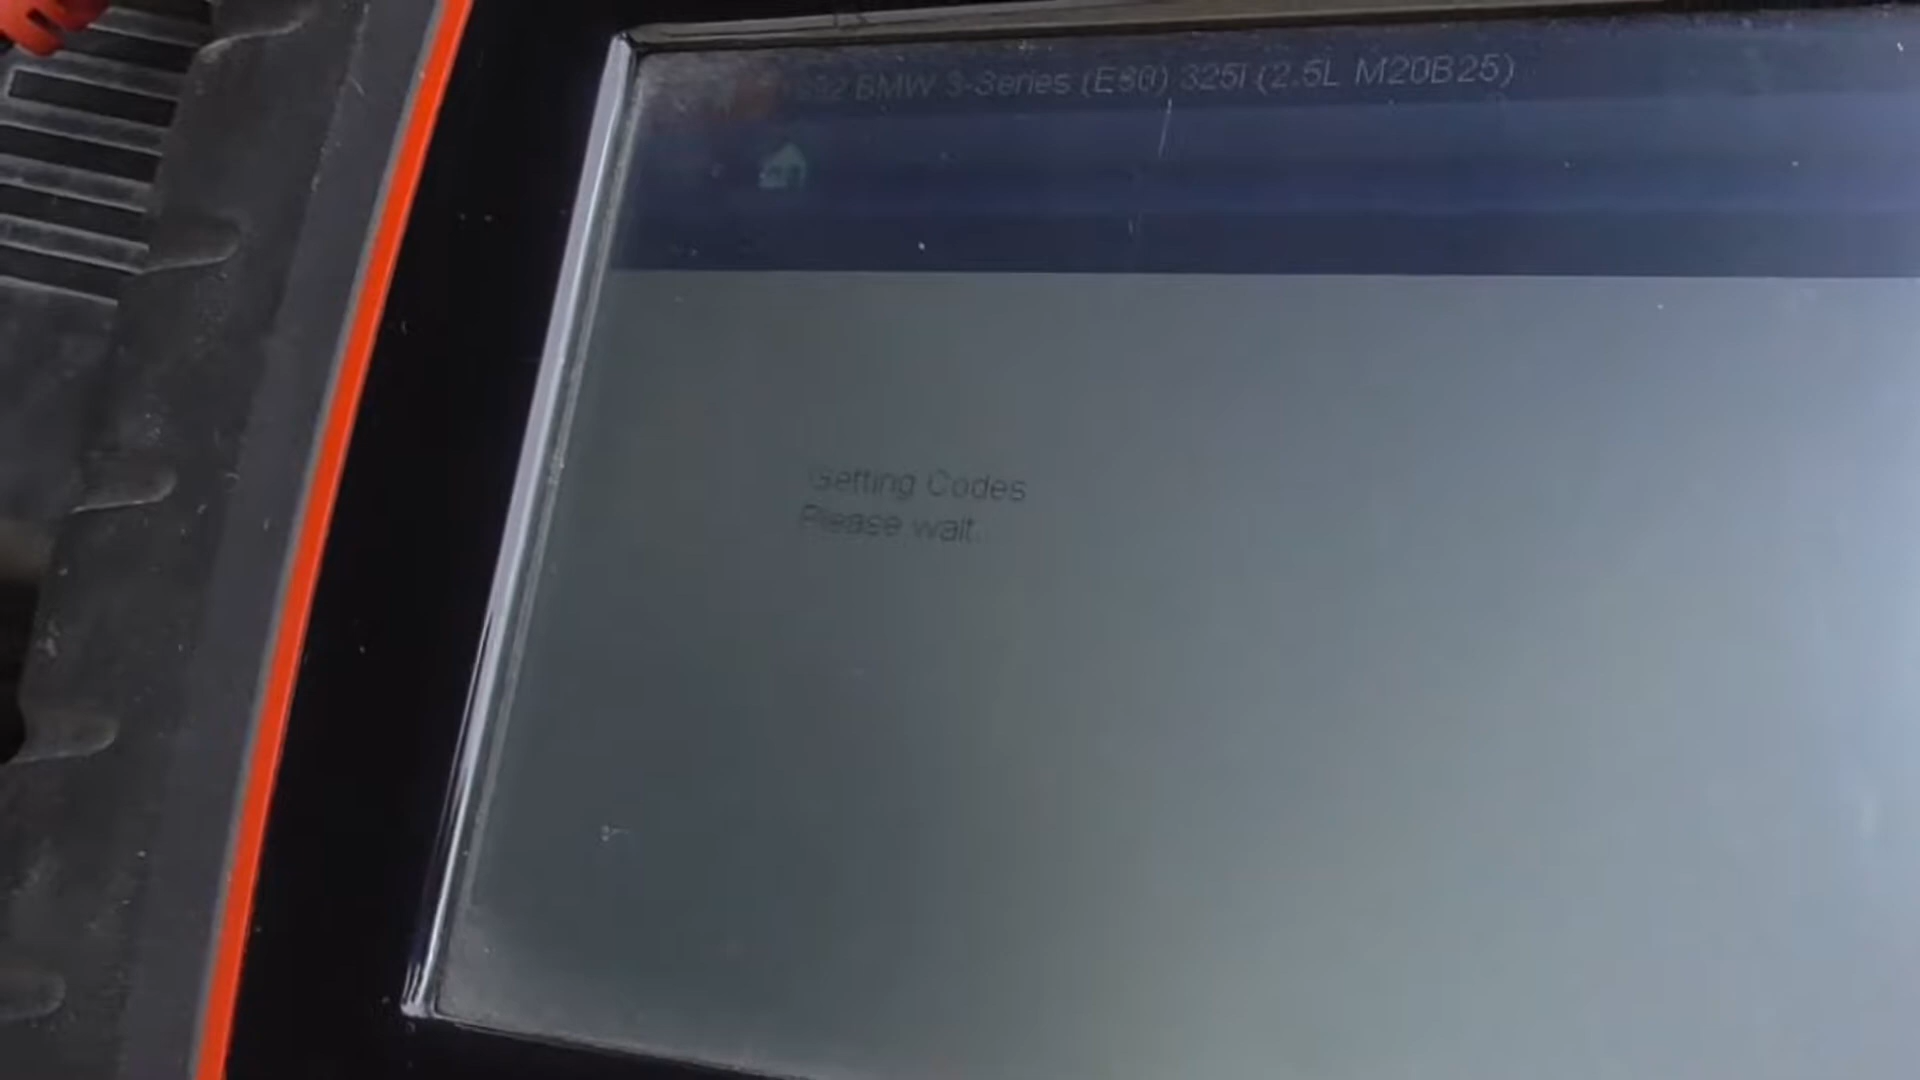 BMW 3-Series (E30) 325i (2.5L M20B25)
Getting Codes
Please wait.